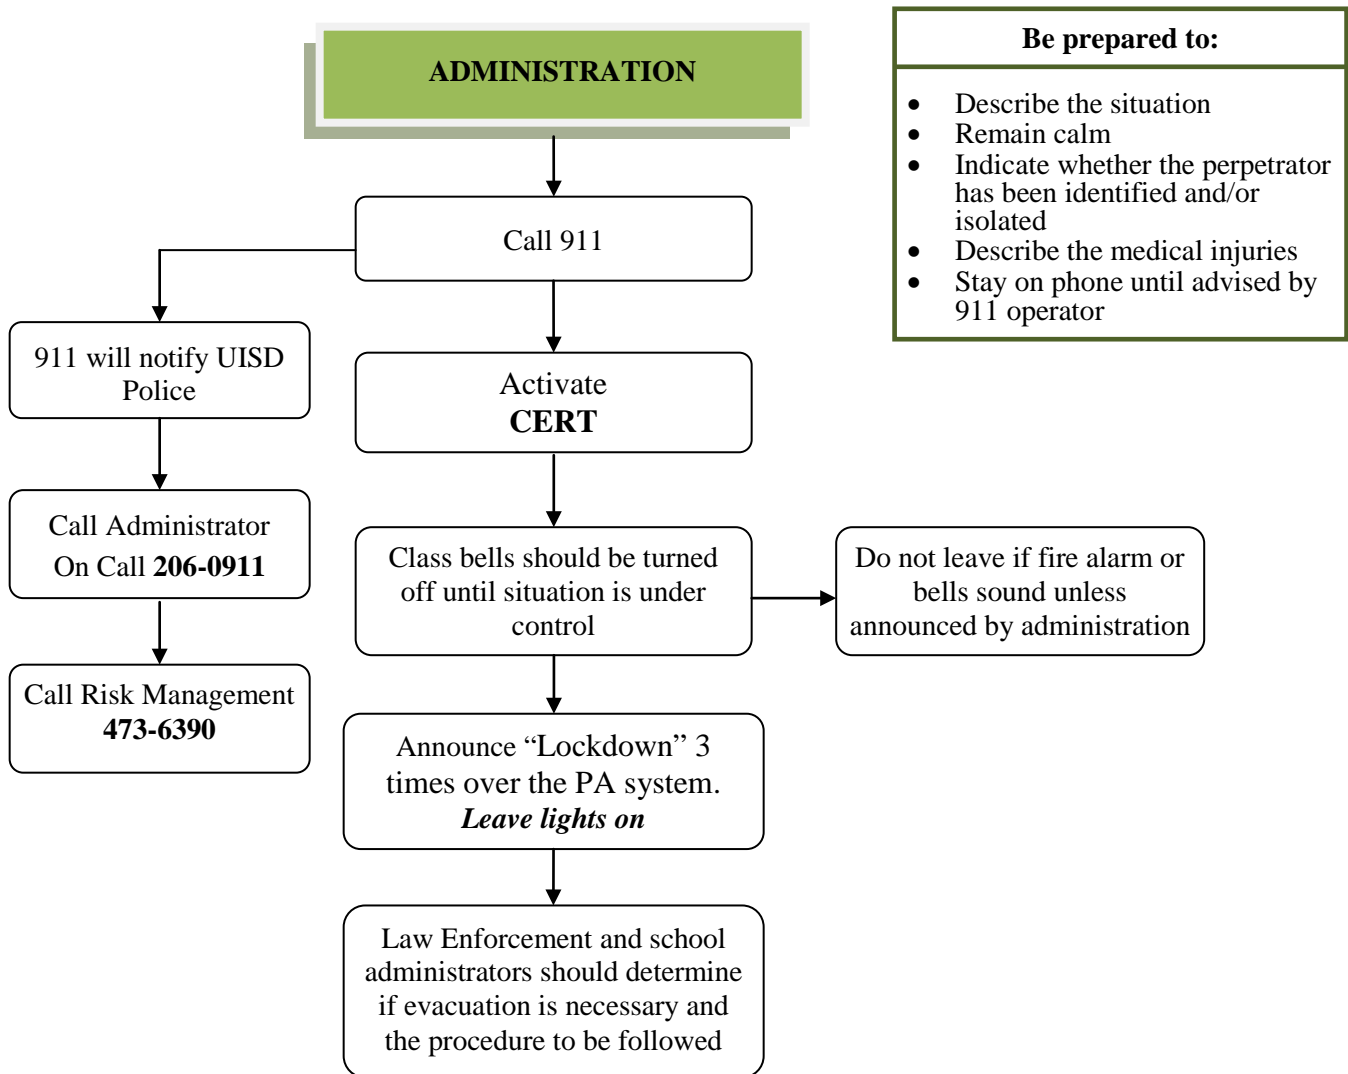 ADMINISTRATION
Be prepared to:
• Describe the situation
• Remain calm
• Indicate whether the perpetrator
has been identified and/or
isolated
• Describe the medical injuries
• Stay on phone until advised by
911 operator
Call 911
911 will notify UISD
Police
Activate
CERT
Call Administrator
On Call 206-0911
Class bells should be turned
off until situation is under
control
Do not leave if fire alarm or
bells sound unless
announced by administration
Call Risk Management
473-6390
Announce “Lockdown” 3
times over the PA system.
Leave lights on
Law Enforcement and school
administrators should determine
if evacuation is necessary and
the procedure to be followed